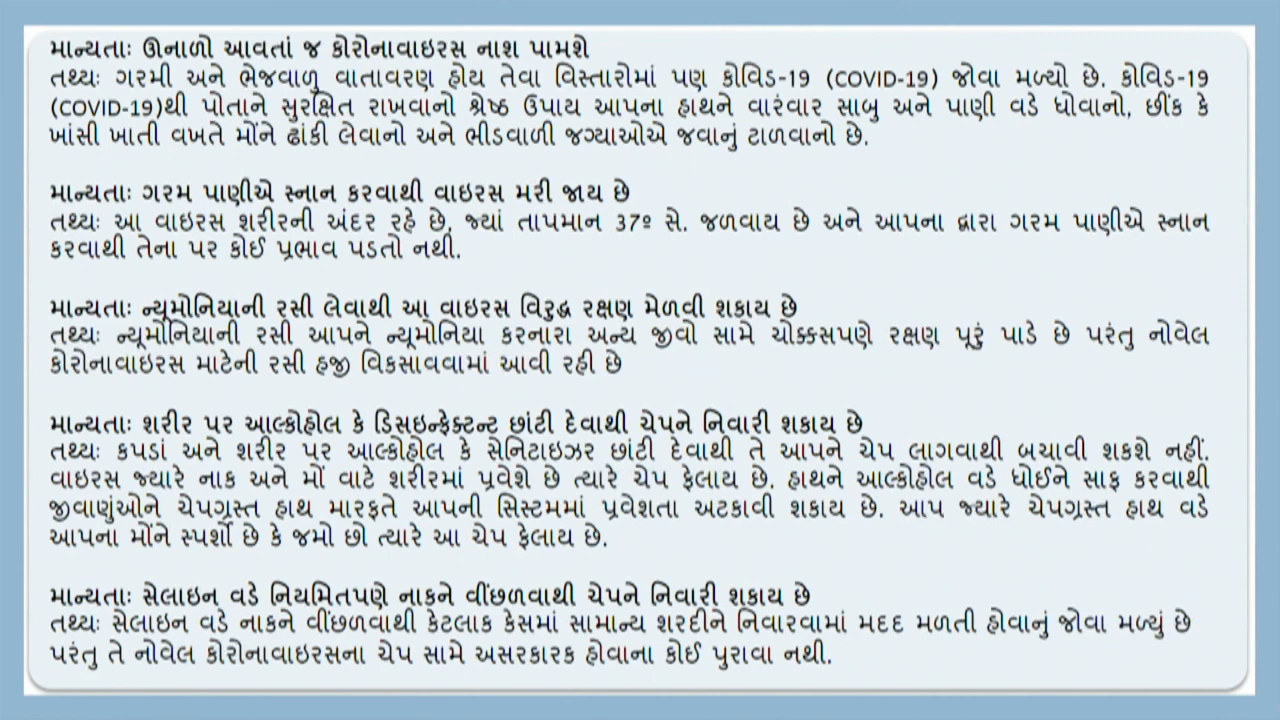 માન્યતાઃ ઊનાળો આવતાં જ કોરોનાવાઇરસ નાશ પામશે
તથ્યઃ ગરમી અને ભેજવાળુ વાતાવરણ હોય તેવા વિસ્તારોમાં પણ કોવિડ-19 (COVID-19) જોવા મળ્યો છે. કોવિડ-19
(COVID-19)થી પોતાને સુરક્ષિત રાખવાનો શ્રેષ્ઠ ઉપાય આપના હાથને વારંવાર સાબુ અને પાણી વડે ધોવાનો, છીંક કે
ખાંસી ખાતી વખતે મોંને ઢાંકી લેવાનો અને ભીડવાળી જગ્યાઓએ જવાનું ટાળવાનો છે.
માન્યતાઃ ગરમ પાણીએ સ્નાન કરવાથી વાઇરસ મરી જાય છે
તથ્યઃ આ વાઇરસ શરીરની અંદર રહે છે, જ્યાં તાપમાન 37º સે. જળવાય છે અને આપના દ્વારા ગરમ પાણીએ સ્નાન
કરવાથી તેના પર કોઈ પ્રભાવ પડતો નથી.
માન્યતાઃ ન્યૂમોનિયાની રસી લેવાથી આ વાઇરસ વિરુદ્ધ રક્ષણ મેળવી શકાય છે
તથ્યઃ ન્યૂમોનિયાની રસી આપને ન્યૂમોનિયા કરનારા અન્ય જીવો સામે ચોક્કસપણે રક્ષણ પૂરું પાડે છે પરંતુ નોવેલ
કોરોનાવાઇરસ માટેની રસી હજી વિકસાવવામાં આવી રહી છે
માન્યતાઃ શરીર પર આલ્કોહોલ કે ડિસઇન્ફેક્ટન્ટ છાંટી દેવાથી ચેપને નિવારી શકાય છે
તથ્યઃ કપડાં અને શરીર પર આલ્કોહોલ કે સેનિટાઇઝર છાંટી દેવાથી તે આપને ચેપ લાગવાથી બચાવી શકશે નહીં.
વાઇરસ જ્યારે નાક અને મોં વાટે શરીરમાં પ્રવેશે છે ત્યારે ચેપ ફેલાય છે. હાથને આલ્કોહોલ વડે ધોઈને સાફ કરવાથી
જીવાણુંઓને ચેપગ્રસ્ત હાથ મારફતે આપની સિસ્ટમમાં પ્રવેશતા અટકાવી શકાય છે. આપ જ્યારે ચેપગ્રસ્ત હાથ વડે
આપના મોંને સ્પર્શો છે કે જમો છો ત્યારે આ ચેપ ફેલાય છે.
માન્યતાઃ સેલાઇન વડે નિયમિતપણે નાકને વીંછળવાથી ચેપને નિવારી શકાય છે
તથ્યઃ સેલાઇન વડે નાકને વીંછળવાથી કેટલાક કેસમાં સામાન્ય શરદીને નિવારવામાં મદદ મળતી હોવાનું જોવા મળ્યું છે
પરંતુ તે નોવેલ કોરોનાવાઇરસના ચેપ સામે અસરકારક હોવાના કોઈ પુરાવા નથી.